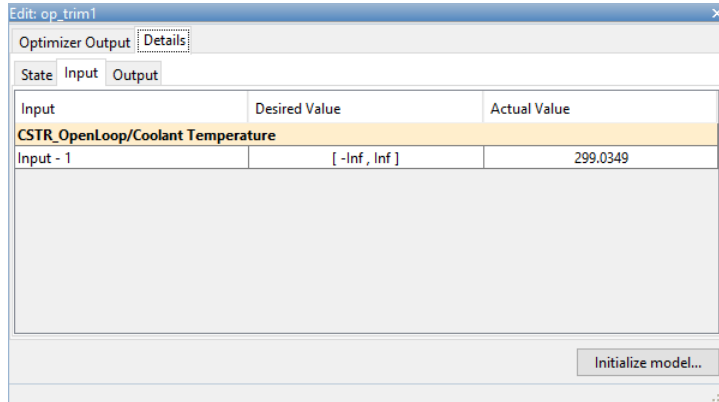 Edit: op_trim1
Optimizer Output Details
State Input Output
Input Desired Value Actual Value
CSTR_OpenLoop/Coolant Temperature
Input - 1 [ -Inf , Inf ] 299.0349
Initialize model...